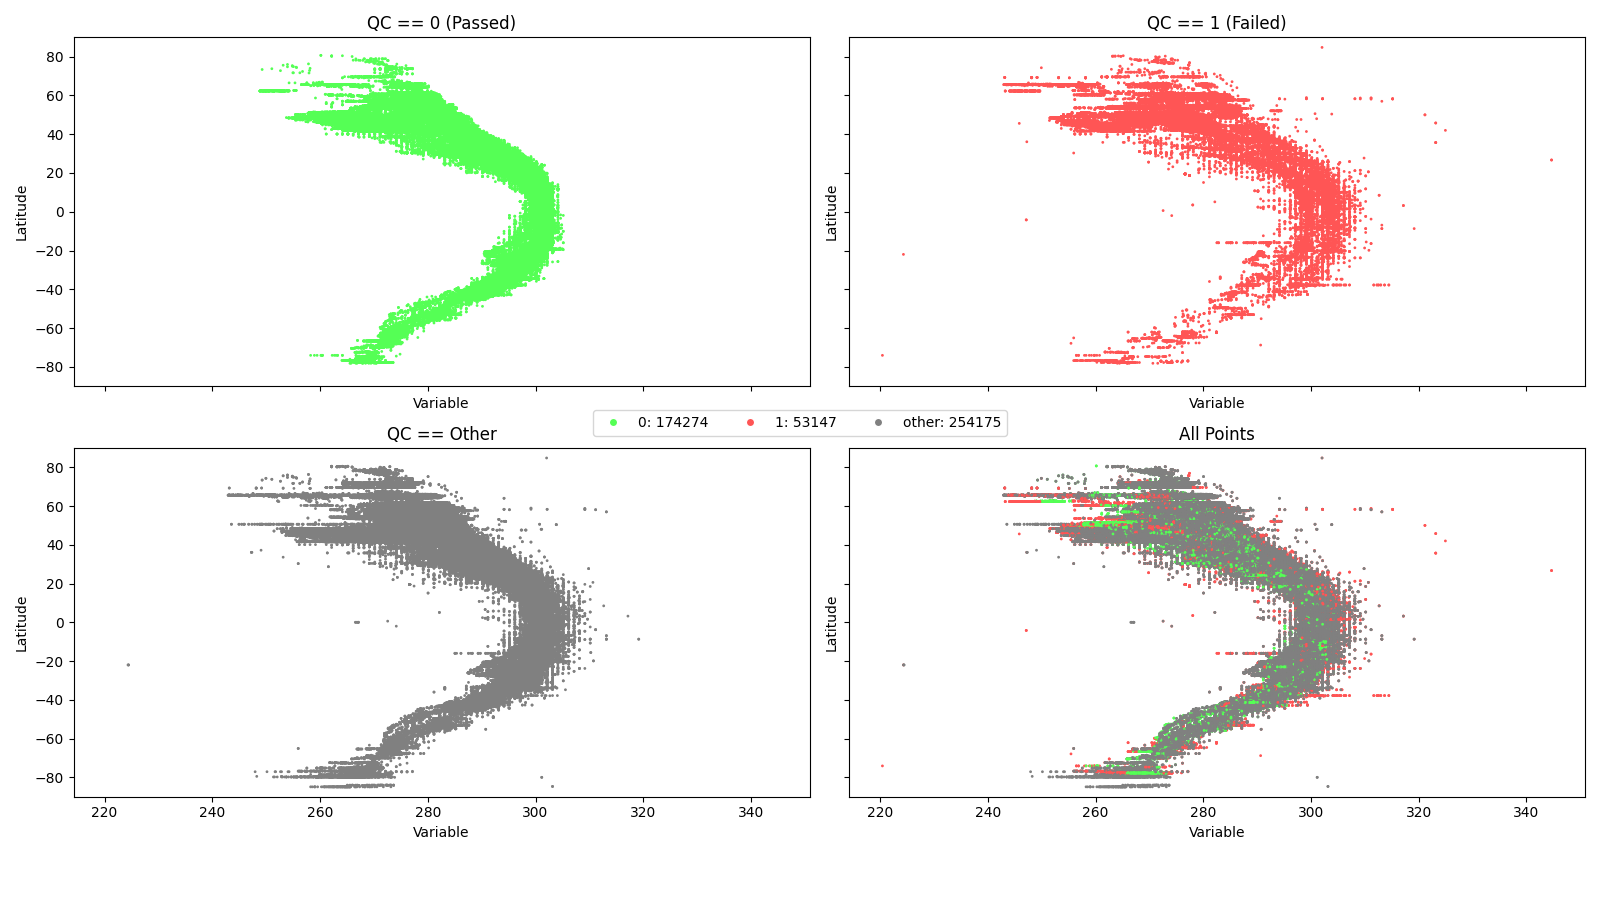 QC == 0 (Passed)
QC == 1 (Failed)
80
60
40
20
0
−20
−40
−60
−80
Latitude
Latitude
Variable
Variable
0: 174274
1: 53147
other: 254175
QC == Other
All Points
80
60
40
20
0
−20
−40
−60
−80
Latitude
Latitude
220 240 260 280 300 320 340
220 240 260 280 300 320 340
Variable
Variable